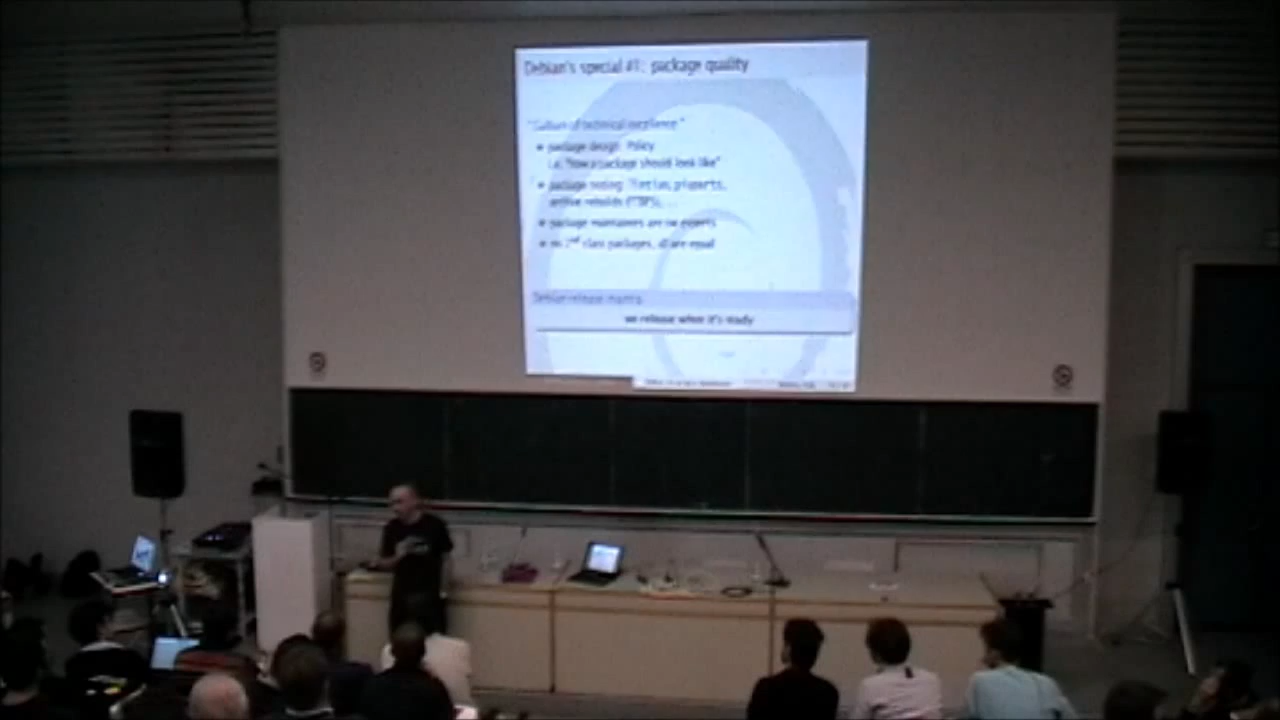 Debian's special #1: package quality
"Culture of technical excellence"
package design: Policy
i.e. "how a package should look like"
package testing: lintian, piuparts,
archive rebuilds (FTBFS), ...
package maintainers are sw experts
no 2nd class packages, all are equal
Debian release mantra
we release when it's ready